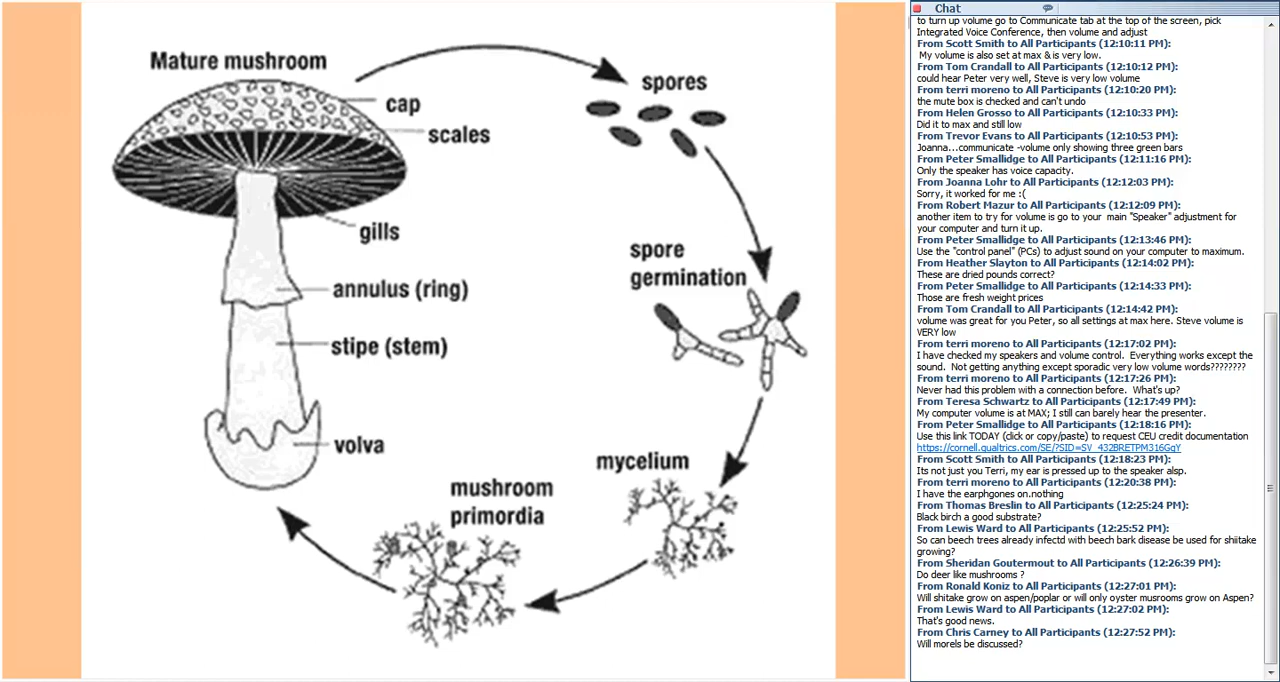 Mature mushroom
cap
scales
gills
annulus (ring)
stipe (stem)
volva
spores
spore
germination
mycelium
mushroom
primordia
Chat
to turn up volume go to Communicate tab at the top of the screen, pick
Integrated Voice Conference, then volume and adjust
From Scott Smith to All Participants (12:10:11 PM):
My volume is also set at max & is very low.
From Tom Crandall to All Participants (12:10:12 PM):
could hear Peter very well, Steve is very low volume
From terri moreno to All Participants (12:10:20 PM):
the mute box is checked and can't undo
From Helen Grosso to All Participants (12:10:33 PM):
Did it to max and still low
From Trevor Evans to All Participants (12:10:53 PM):
Joanna...communicate -volume only showing three green bars
From Peter Smallidge to All Participants (12:11:16 PM):
Only the speaker has voice capacity.
From Joanna Lohr to All Participants (12:12:03 PM):
Sorry, it worked for me :(
From Robert Mazur to All Participants (12:12:09 PM):
another item to try for volume is go to your main "Speaker" adjustment for
your computer and turn it up.
From Peter Smallidge to All Participants (12:13:46 PM):
Use the "control panel" (PCs) to adjust sound on your computer to maximum.
From Heather Slayton to All Participants (12:14:02 PM):
These are dried pounds correct?
From Peter Smallidge to All Participants (12:14:33 PM):
Those are fresh weight prices
From Tom Crandall to All Participants (12:14:42 PM):
volume was great for you Peter, so all settings at max here. Steve volume is
VERY low
From terri moreno to All Participants (12:17:02 PM):
I have checked my speakers and volume control. Everything works except the
sound. Not getting anything except sporadic very low volume words????????
From terri moreno to All Participants (12:17:26 PM):
Never had this problem with a connection before. What's up?
From Teresa Schwartz to All Participants (12:17:49 PM):
My computer volume is at MAX; I still can barely hear the presenter.
From Peter Smallidge to All Participants (12:18:16 PM):
Use this link TODAY (click or copy/paste) to request CEU credit documentation
https://cornell.qualtrics.com/SE/?SID=SV_432BRETPM316GqY
From Scott Smith to All Participants (12:18:23 PM):
Its not just you Terri, my ear is pressed up to the speaker alsp.
From terri moreno to All Participants (12:20:38 PM):
I have the earphgones on.nothing
From Thomas Breslin to All Participants (12:25:24 PM):
Black birch a good substrate?
From Lewis Ward to All Participants (12:25:52 PM):
So can beech trees already infectd with beech bark disease be used for shiitake
growing?
From Sheridan Goutermout to All Participants (12:26:39 PM):
Do deer like mushrooms ?
From Ronald Koniz to All Participants (12:27:01 PM):
Will shitake grow on aspen/poplar or will only oyster musrooms grow on Aspen?
From Lewis Ward to All Participants (12:27:02 PM):
That's good news.
From Chris Carney to All Participants (12:27:52 PM):
Will morels be discussed?